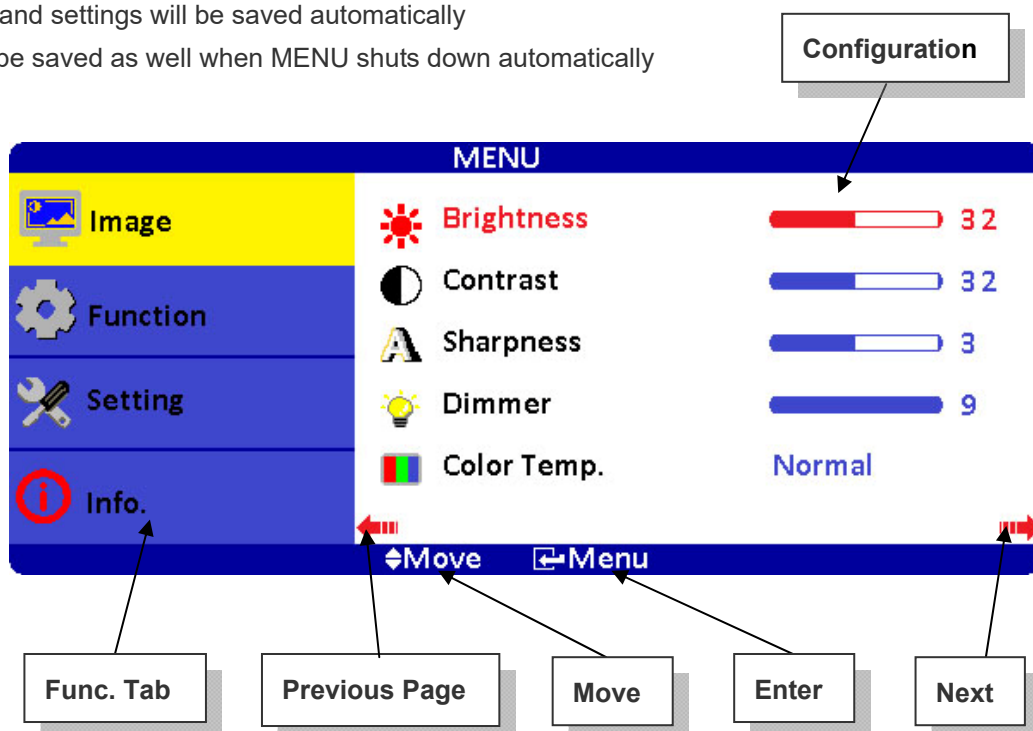 and settings will be saved automatically
be saved as well when MENU shuts down automatically
Configuration
MENU
Image
Function
Setting
Info.
Brightness 32
Contrast 32
Sharpness 3
Dimmer 9
Color Temp. Normal
Move Menu
Func. Tab
Previous Page
Move
Enter
Next